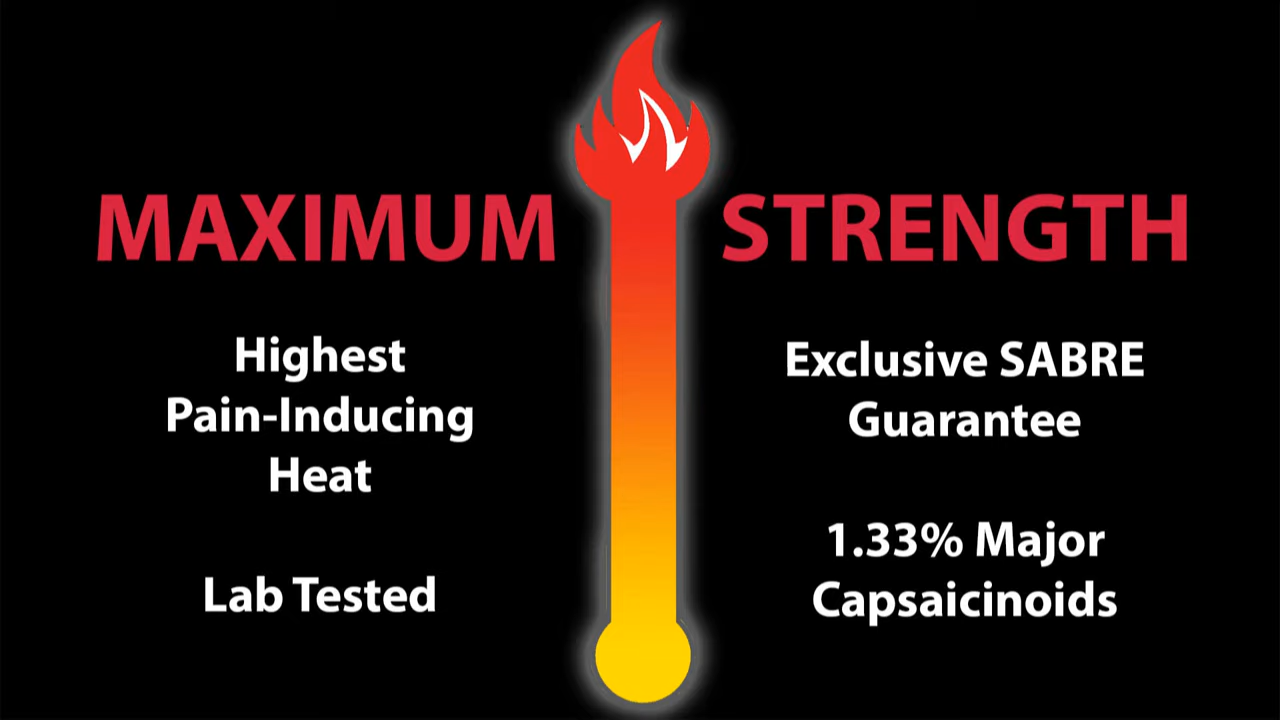 MAXIMUM STRENGTH
Highest
Pain-Inducing
Heat
Lab Tested
Exclusive SABRE
Guarantee
1.33% Major
Capsaicinoids